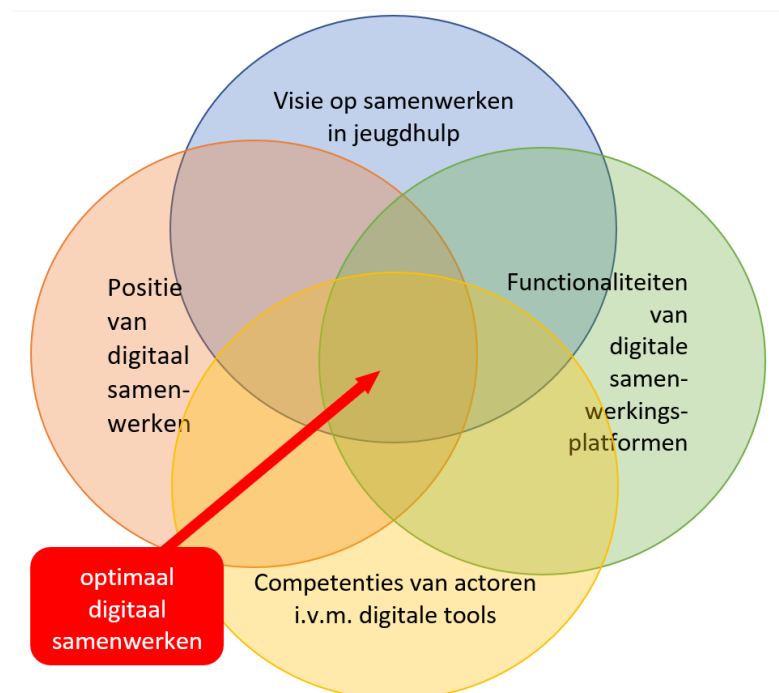 Visie op samenwerken
in jeugdhulp
Positie
van
digitaal
samen-
werken
Functionaliteiten
van
digitale
samen-
werkings-
platformen
Competenties van actoren
i.v.m. digitale tools
optimaal
digitaal
samenwerken